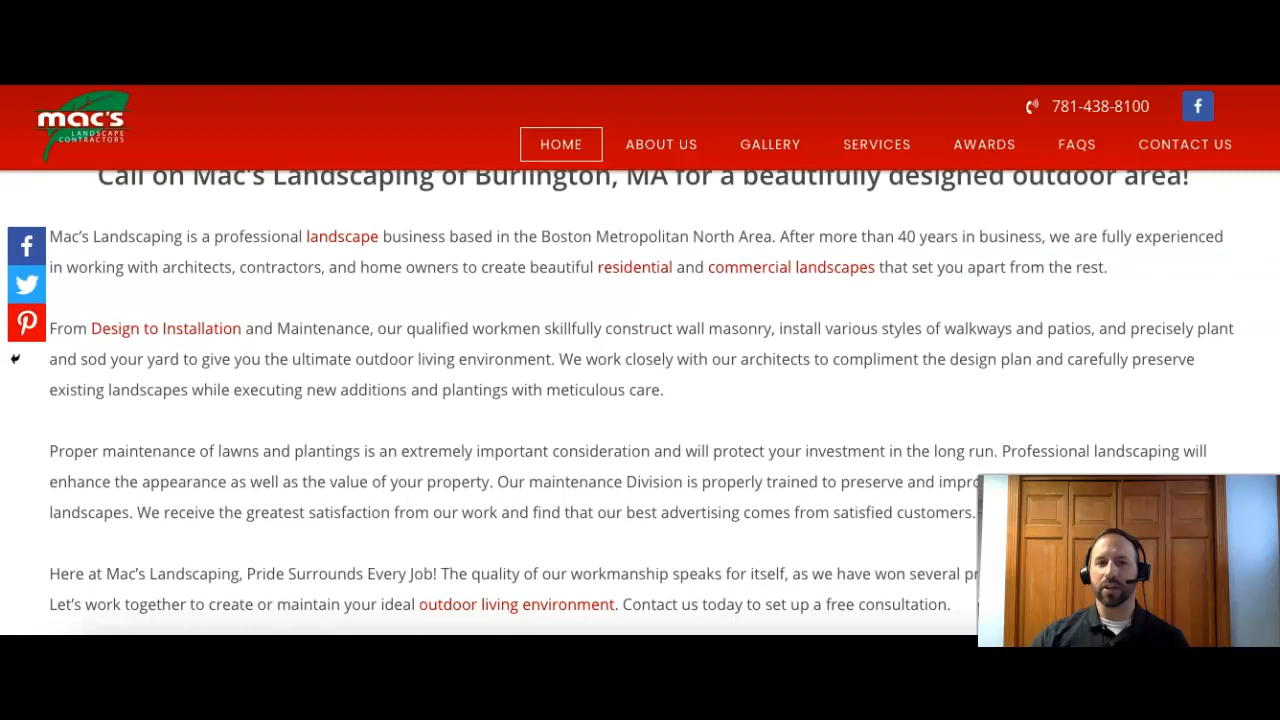 mac's
LANDSCAPE
CONTRACTORS
781-438-8100
HOME ABOUT US GALLERY SERVICES AWARDS FAQS CONTACT US
Call on Mac's Landscaping of Burlington, MA for a beautifully designed outdoor area!
Mac's Landscaping is a professional landscape business based in the Boston Metropolitan North Area. After more than 40 years in business, we are fully experienced
in working with architects, contractors, and home owners to create beautiful residential and commercial landscapes that set you apart from the rest.
From Design to Installation and Maintenance, our qualified workmen skillfully construct wall masonry, install various styles of walkways and patios, and precisely plant
and sod your yard to give you the ultimate outdoor living environment. We work closely with our architects to compliment the design plan and carefully preserve
existing landscapes while executing new additions and plantings with meticulous care.
Proper maintenance of lawns and plantings is an extremely important consideration and will protect your investment in the long run. Professional landscaping will
enhance the appearance as well as the value of your property. Our maintenance Division is properly trained to preserve and impro
landscapes. We receive the greatest satisfaction from our work and find that our best advertising comes from satisfied customers.
Here at Mac's Landscaping, Pride Surrounds Every Job! The quality of our workmanship speaks for itself, as we have won several pr
Let's work together to create or maintain your ideal outdoor living environment. Contact us today to set up a free consultation.